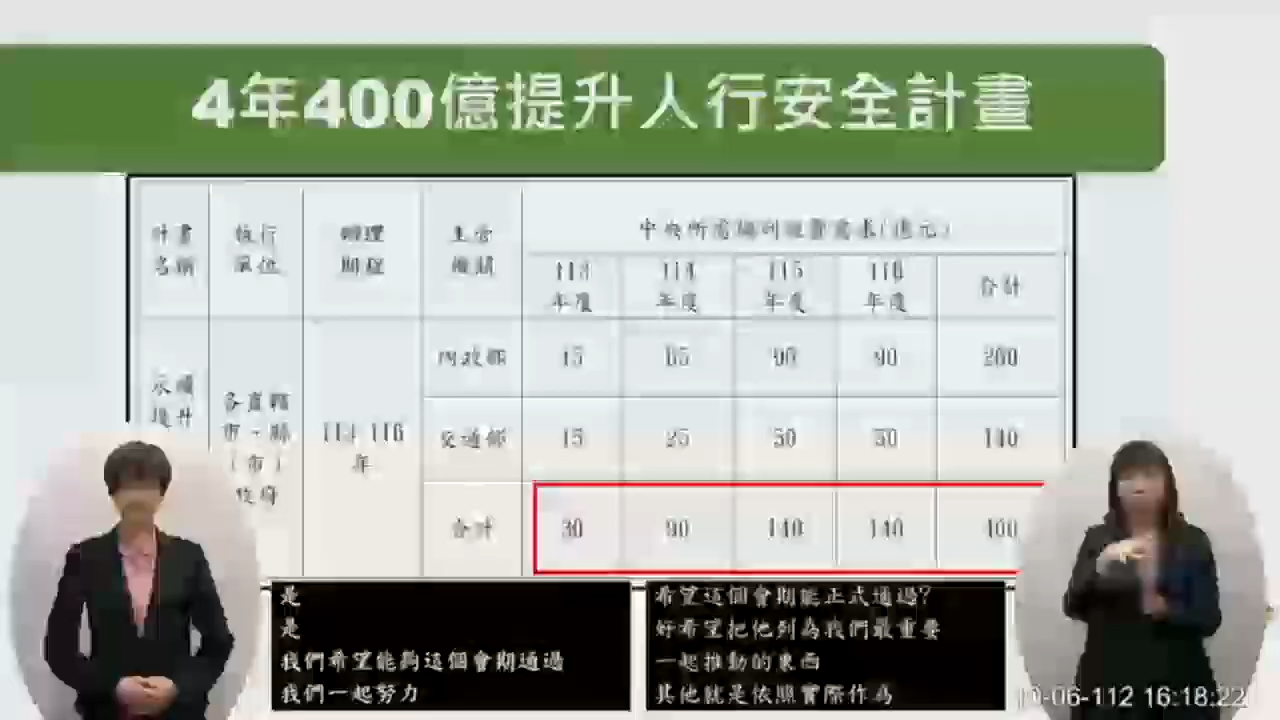 4年400億提升人行安全計畫
計畫名稱
執行單位
辦理期程
主管機關
中央所需編列經費需求(億元)
113年度
114年度
115年度
116年度
合計
永續提升
各直轄市、縣(市)政府
113-116年
內政部
15
65
90
90
260
交通部
15
25
50
50
140
合計
30
90
140
140
400
是
是
我們希望能夠這個會期通過
我們一起努力
希望這個會期能正式通過?
好希望把他列為我們最重要
一起推動的東西
其他就是依照實際作為
10-06-112 16:18:22